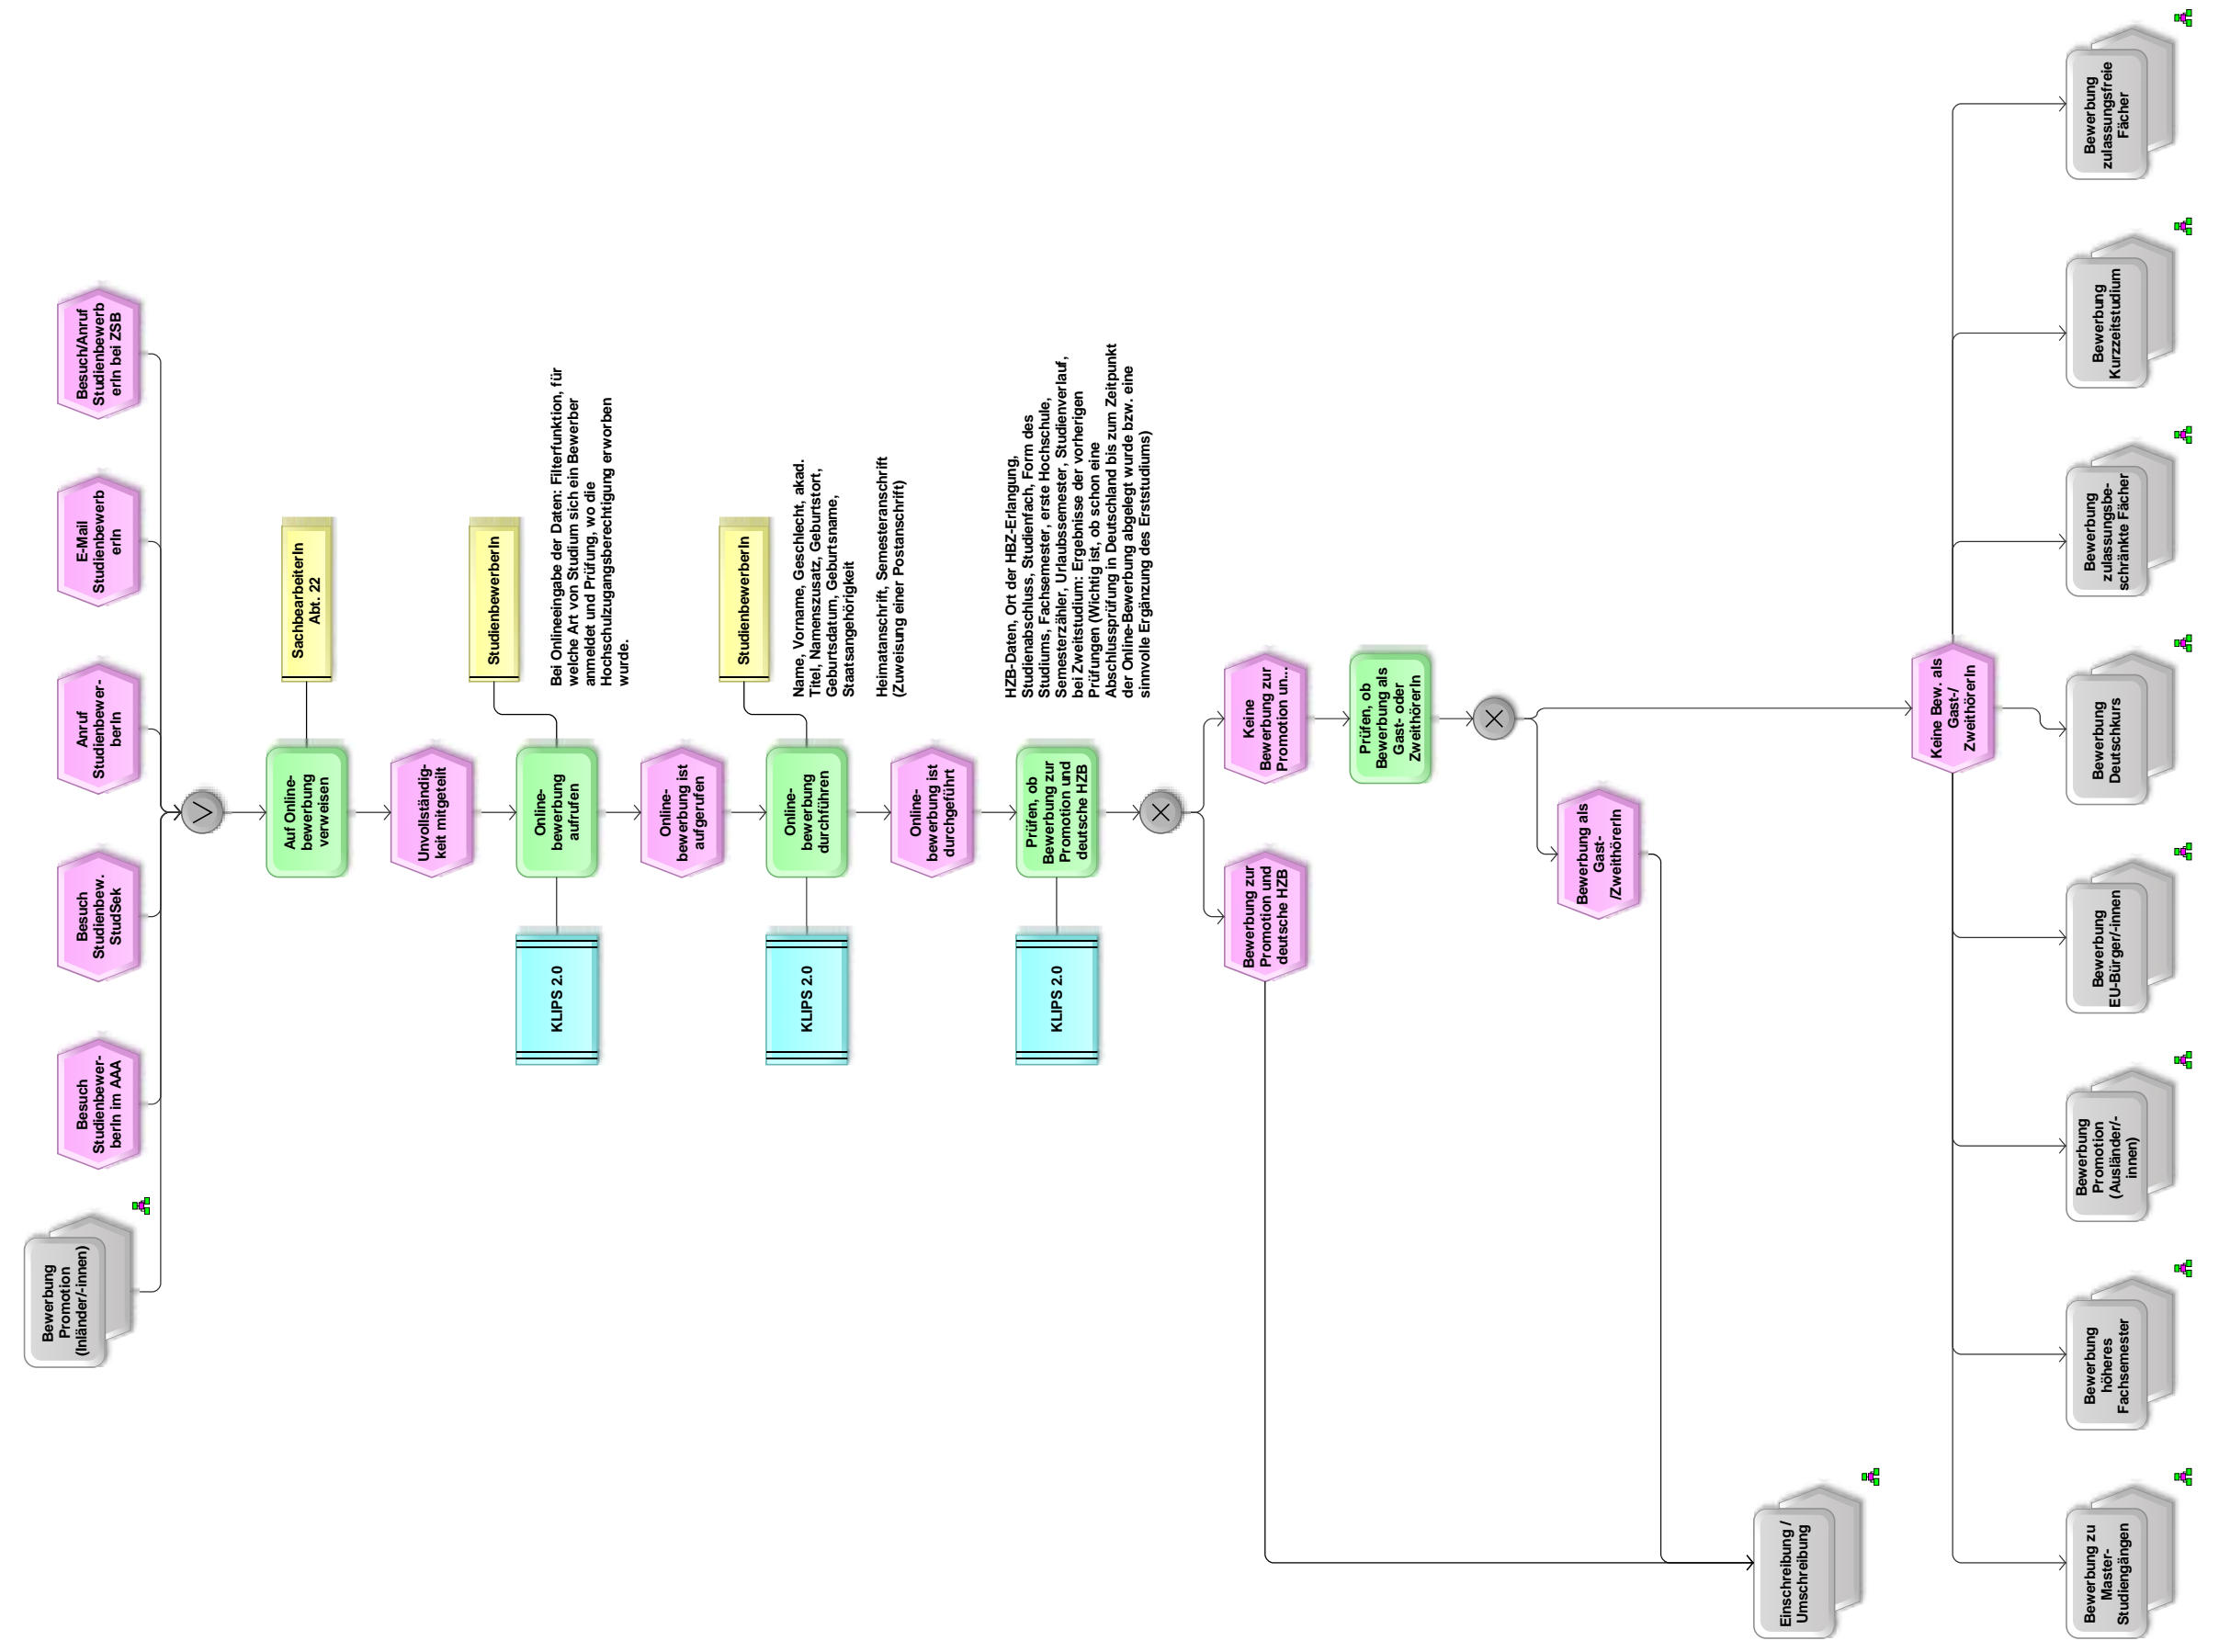 Bewerbung
Promotion
(Inländer/-innen)
Besuch
Studienbewer-
berIn im AAA
Besuch
Studienbew.
StudSek
Anruf
Studienbewer-
berIn
E-Mail
Studienbewerb
erIn
Besuch/Anruf
Studienbewerb
erIn bei ZSB
Auf Online-
bewerbung
verweisen
SachbearbeiterIn
Abt. 22
Unvollständig-
keit mitgeteilt
KLIPS 2.0
Online-
bewerbung
aufrufen
StudienbewerberIn
Bei Onlineeingabe der Daten: Filterfunktion, für
welche Art von Studium sich ein Bewerber
anmeldet und Prüfung, wo die
Hochschulzugangsberechtigung erworben
wurde.
Online-
bewerbung ist
aufgerufen
KLIPS 2.0
Online-
bewerbung
durchführen
StudienbewerberIn
Name, Vorname, Geschlecht, akad.
Titel, Namenszusatz, Geburtstort,
Geburtsdatum, Geburtsname,
Staatsangehörigkeit
Heimatanschrift, Semesteranschrift
(Zuweisung einer Postanschrift)
Online-
bewerbung ist
durchgeführt
KLIPS 2.0
Prüfen, ob
Bewerbung zur
Promotion und
deutsche HZB
HZB-Daten, Ort der HBZ-Erlangung,
Studienabschluss, Studienfach, Form des
Studiums, Fachsemester, erste Hochschule,
Semesterzähler, Urlaubssemester, Studienverlauf,
bei Zweitstudium: Ergebnisse der vorherigen
Prüfungen (Wichtig ist, ob schon eine
Abschlussprüfung in Deutschland bis zum Zeitpunkt
der Online-Bewerbung abgelegt wurde bzw. eine
sinnvolle Ergänzung des Erststudiums)
Bewerbung zur
Promotion und
deutsche HZB
Keine
Bewerbung zur
Promotion un...
Prüfen, ob
Bewerbung als
Gast- oder
ZweithörerIn
Bewerbung als
Gast-
/ZweithörerIn
Einschreibung /
Umschreibung
Keine Bew. als
Gast-/
ZweithörerIn
Bewerbung zu
Master-
Studiengängen
Bewerbung
höheres
Fachsemester
Bewerbung
Promotion
(Ausländer/-
innen)
Bewerbung
EU-Bürger/-innen
Bewerbung
Deutschkurs
Bewerbung
zulassungsbe-
schränkte Fächer
Bewerbung
Kurzzeitstudium
Bewerbung
zulassungsfreie
Fächer